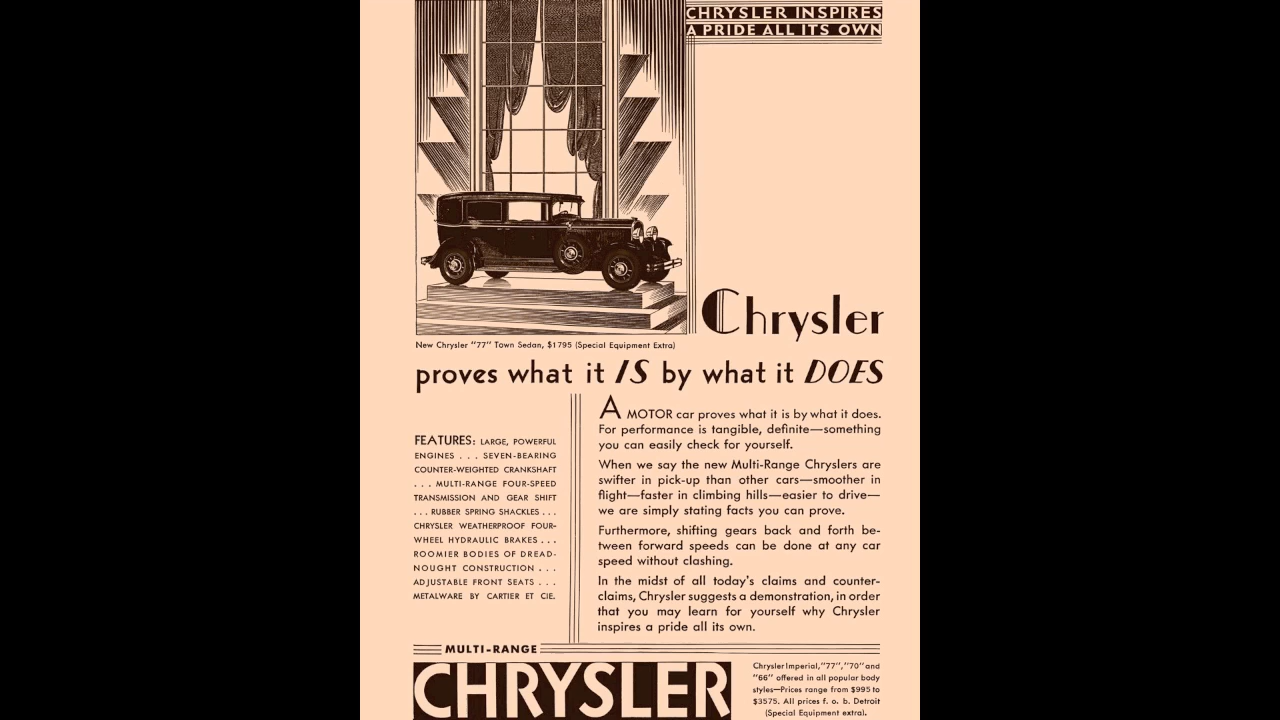 CHRYSLER INSPIRES
A PRIDE ALL ITS OWN
Chrysler
New Chrysler "77" Town Sedan, $1795 (Special Equipment Extra)
proves what it IS by what it DOES
FEATURES: LARGE, POWERFUL
ENGINES . . . SEVEN-BEARING
COUNTER-WEIGHTED CRANKSHAFT
. . . MULTI-RANGE FOUR-SPEED
TRANSMISSION AND GEAR SHIFT
. . . RUBBER SPRING SHACKLES . . .
CHRYSLER WEATHERPROOF FOUR-
WHEEL HYDRAULIC BRAKES . . .
ROOMIER BODIES OF DREAD-
NOUGHT CONSTRUCTION . . .
ADJUSTABLE FRONT SEATS . . .
METALWARE BY CARTIER ET CIE.
A MOTOR car proves what it is by what it does.
For performance is tangible, definite—something
you can easily check for yourself.
When we say the new Multi-Range Chryslers are
swifter in pick-up than other cars—smoother in
flight—faster in climbing hills—easier to drive—
we are simply stating facts you can prove.
Furthermore, shifting gears back and forth be-
tween forward speeds can be done at any car
speed without clashing.
In the midst of all today's claims and counter-
claims, Chrysler suggests a demonstration, in order
that you may learn for yourself why Chrysler
inspires a pride all its own.
MULTI-RANGE
CHRYSLER
Chrysler Imperial, "77", "70" and
"66" offered in all popular body
styles—Prices range from $995 to
$3575. All prices f. o. b. Detroit
(Special Equipment extra).